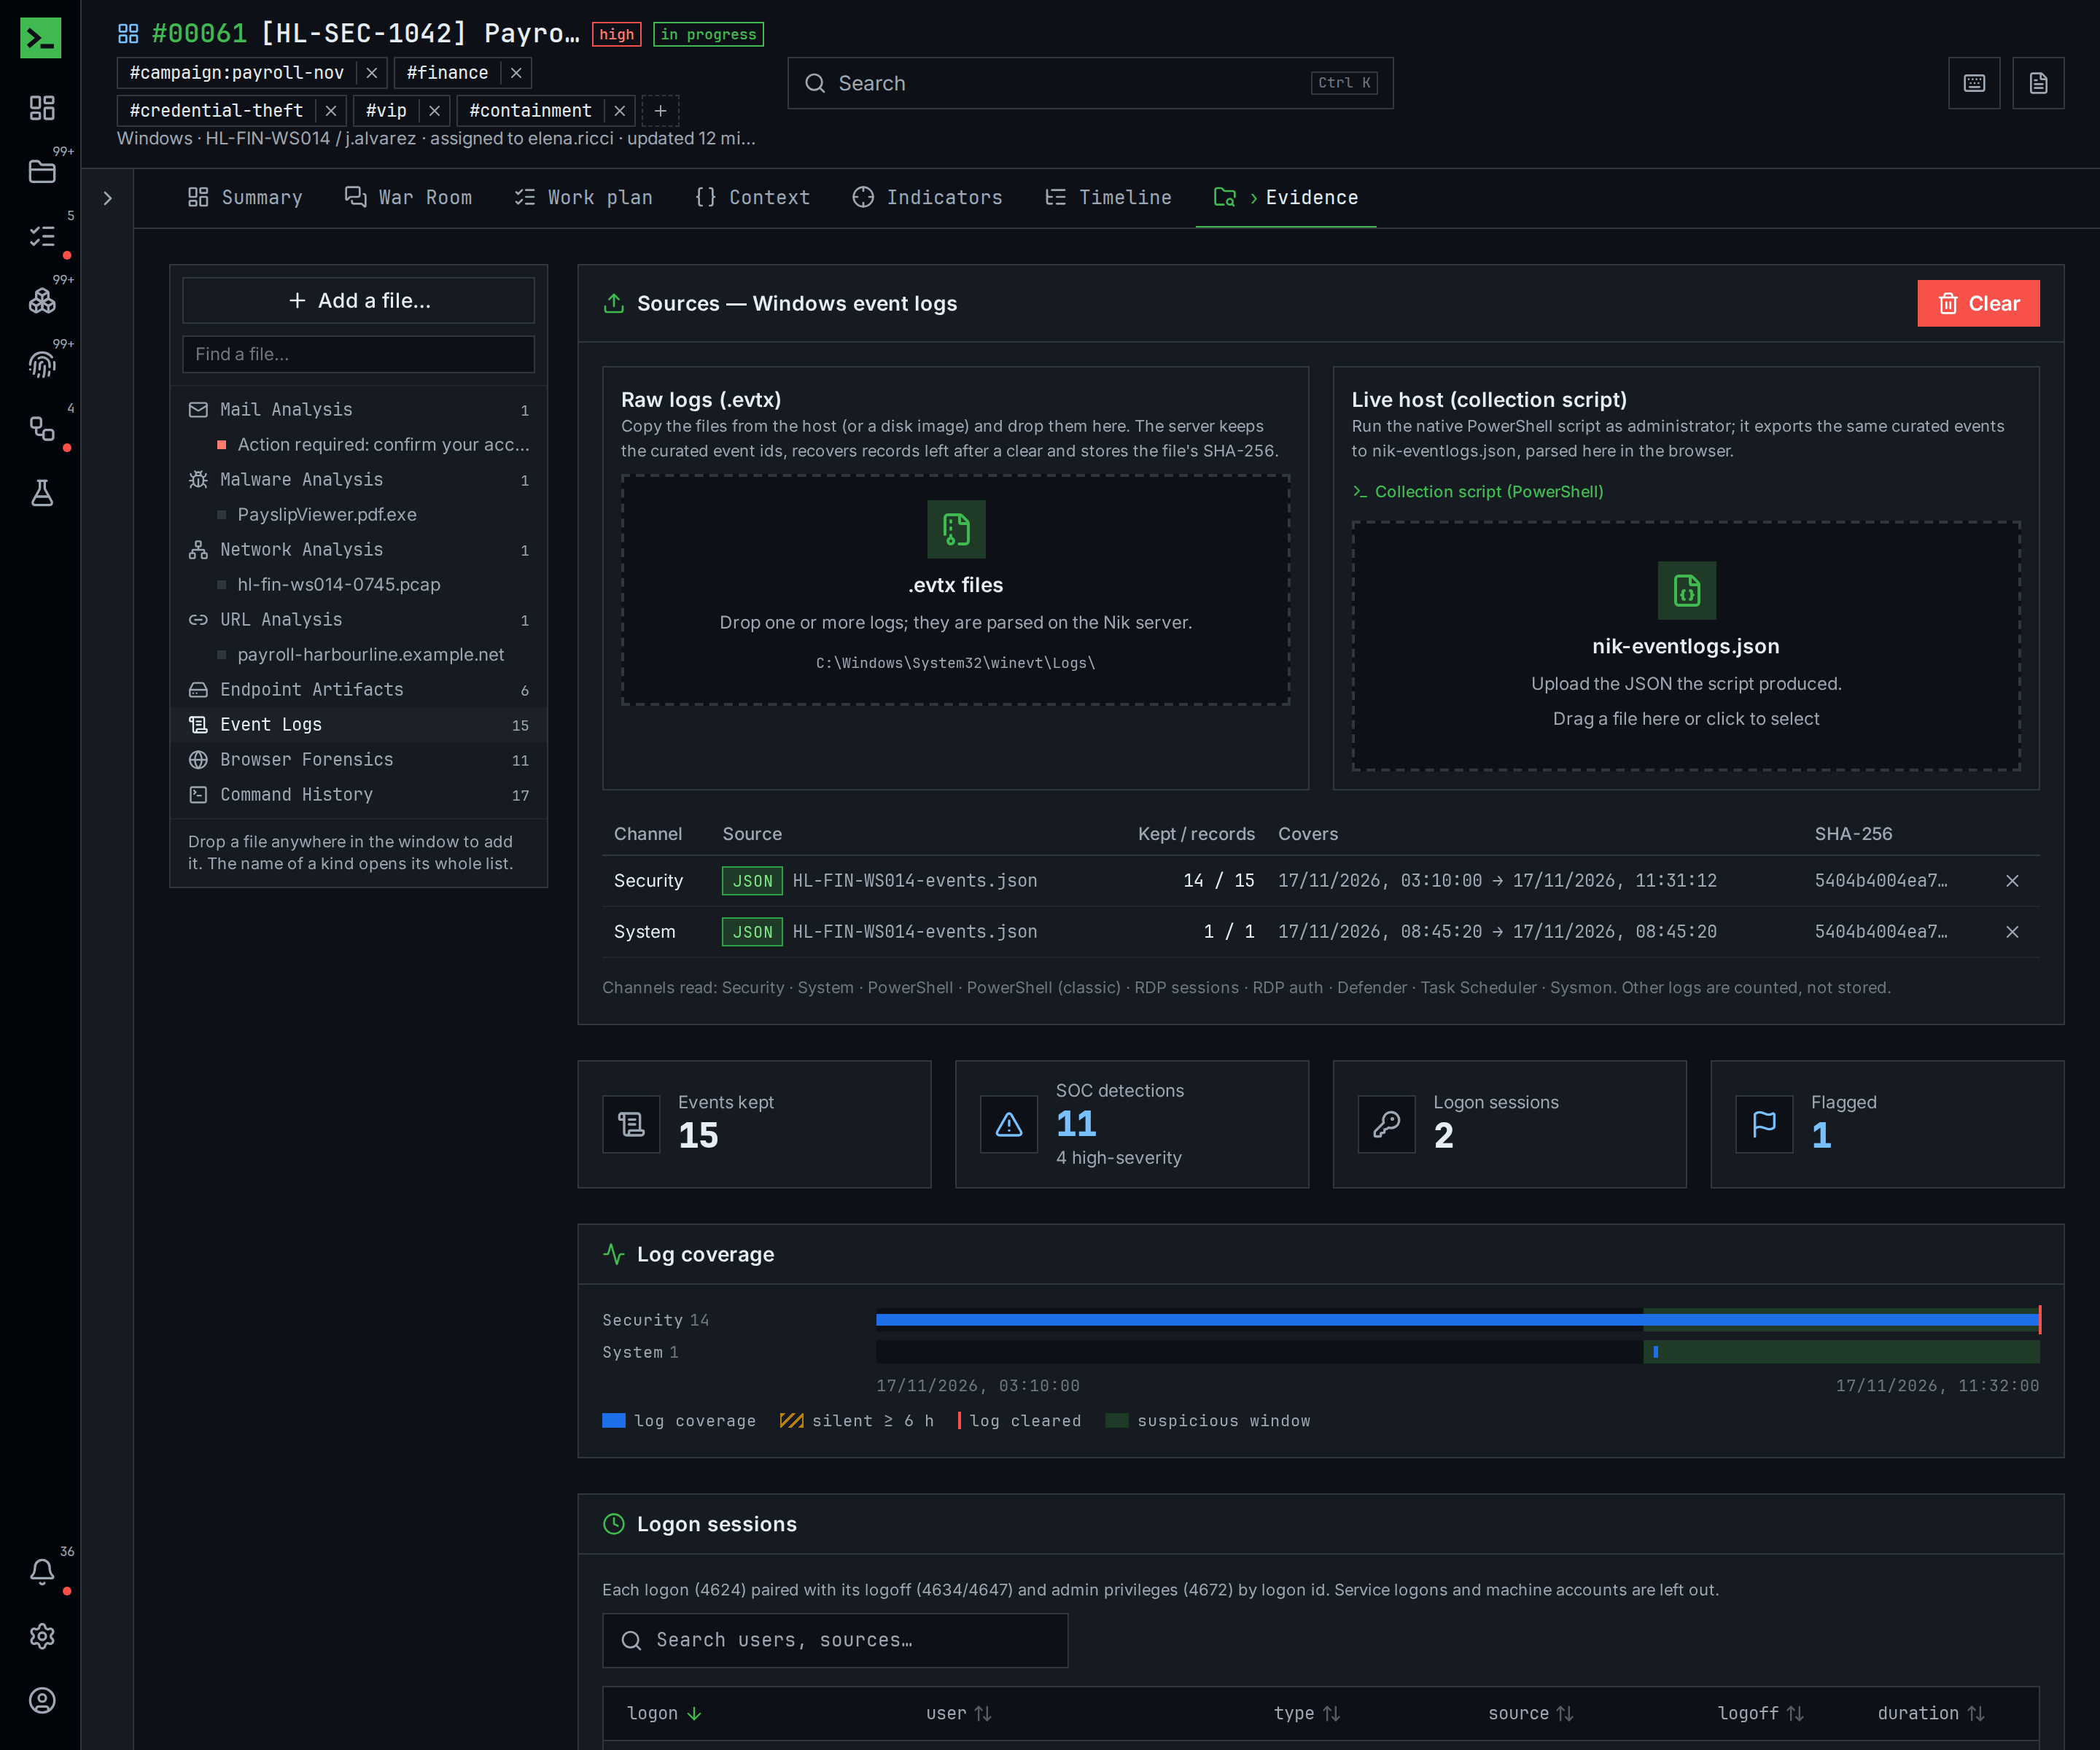 #00061 [HL-SEC-1042] Payro… high in progress
#campaign:payroll-nov #finance
#credential-theft #vip #containment
Windows · HL-FIN-WS014 / j.alvarez · assigned to elena.ricci · updated 12 mi…
Search Ctrl K
99+
5
99+
99+
4
36
Summary War Room Work plan Context Indicators Timeline › Evidence
+ Add a file…
Find a file…
Mail Analysis 1
Action required: confirm your acc…
Malware Analysis 1
PayslipViewer.pdf.exe
Network Analysis 1
hl-fin-ws014-0745.pcap
URL Analysis 1
payroll-harbourline.example.net
Endpoint Artifacts 6
Event Logs 15
Browser Forensics 11
Command History 17
Drop a file anywhere in the window to add
it. The name of a kind opens its whole list.
Sources — Windows event logs
Clear
Raw logs (.evtx)
Copy the files from the host (or a disk image) and drop them here. The server keeps
the curated event ids, recovers records left after a clear and stores the file's SHA-256.
.evtx files
Drop one or more logs; they are parsed on the Nik server.
C:\Windows\System32\winevt\Logs\
Live host (collection script)
Run the native PowerShell script as administrator; it exports the same curated events
to nik-eventlogs.json, parsed here in the browser.
Collection script (PowerShell)
nik-eventlogs.json
Upload the JSON the script produced.
Drag a file here or click to select
Channel Source Kept / records Covers SHA-256
Security JSON HL-FIN-WS014-events.json 14 / 15 17/11/2026, 03:10:00 → 17/11/2026, 11:31:12 5404b4004ea7…
System JSON HL-FIN-WS014-events.json 1 / 1 17/11/2026, 08:45:20 → 17/11/2026, 08:45:20 5404b4004ea7…
Channels read: Security · System · PowerShell · PowerShell (classic) · RDP sessions · RDP auth · Defender · Task Scheduler · Sysmon. Other logs are counted, not stored.
Events kept
15
SOC detections
11
4 high-severity
Logon sessions
2
Flagged
1
Log coverage
Security 14
System 1
17/11/2026, 03:10:00 17/11/2026, 11:32:00
log coverage silent ≥ 6 h log cleared suspicious window
Logon sessions
Each logon (4624) paired with its logoff (4634/4647) and admin privileges (4672) by logon id. Service logons and machine accounts are left out.
Search users, sources…
logon user type source logoff duration